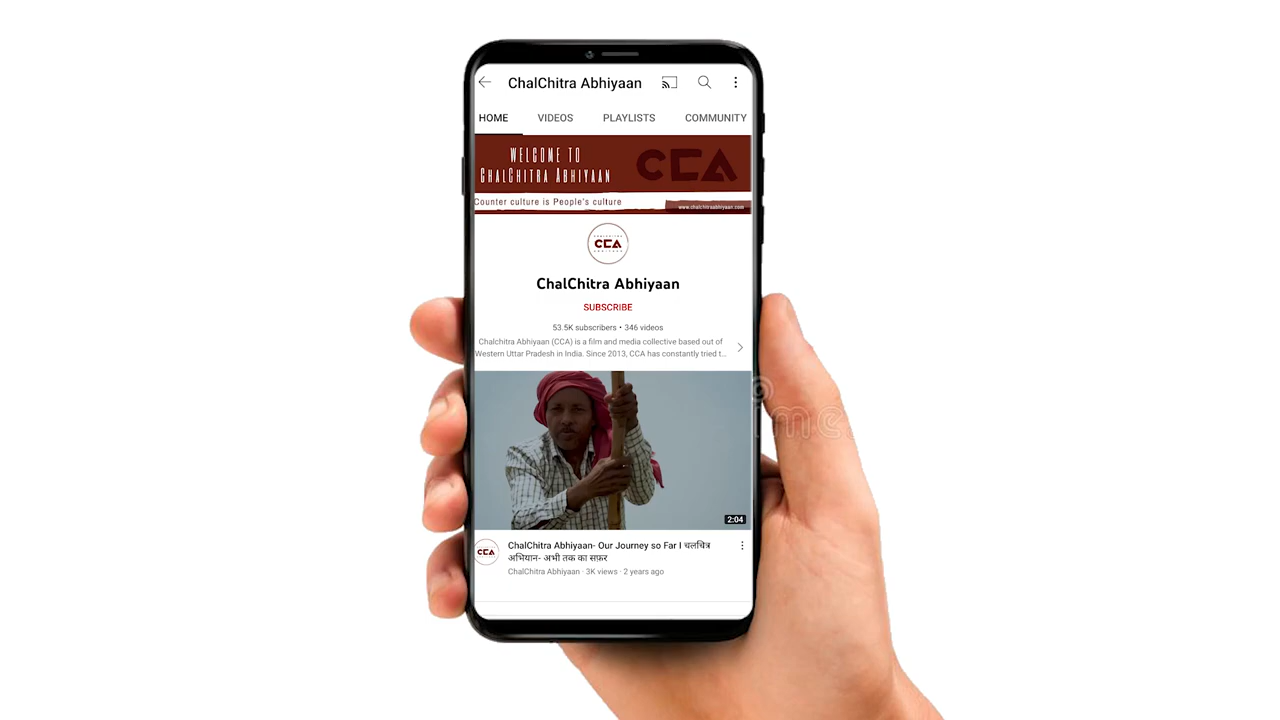 ChalChitra Abhiyaan
HOME VIDEOS PLAYLISTS COMMUNITY
WELCOME TO
CHALCHITRA ABHIYAAN
CCA
Counter culture is People's culture
www.chalchitraabhiyaan.com
CCA
ChalChitra Abhiyaan
SUBSCRIBE
53.5K subscribers • 346 videos
Chalchitra Abhiyaan (CCA) is a film and media collective based out of
Western Uttar Pradesh in India. Since 2013, CCA has constantly tried t...
2:04
CCA
ChalChitra Abhiyaan- Our Journey so Far I चलचित्र
अभियान- अभी तक का सफ़र
ChalChitra Abhiyaan · 3K views · 2 years ago